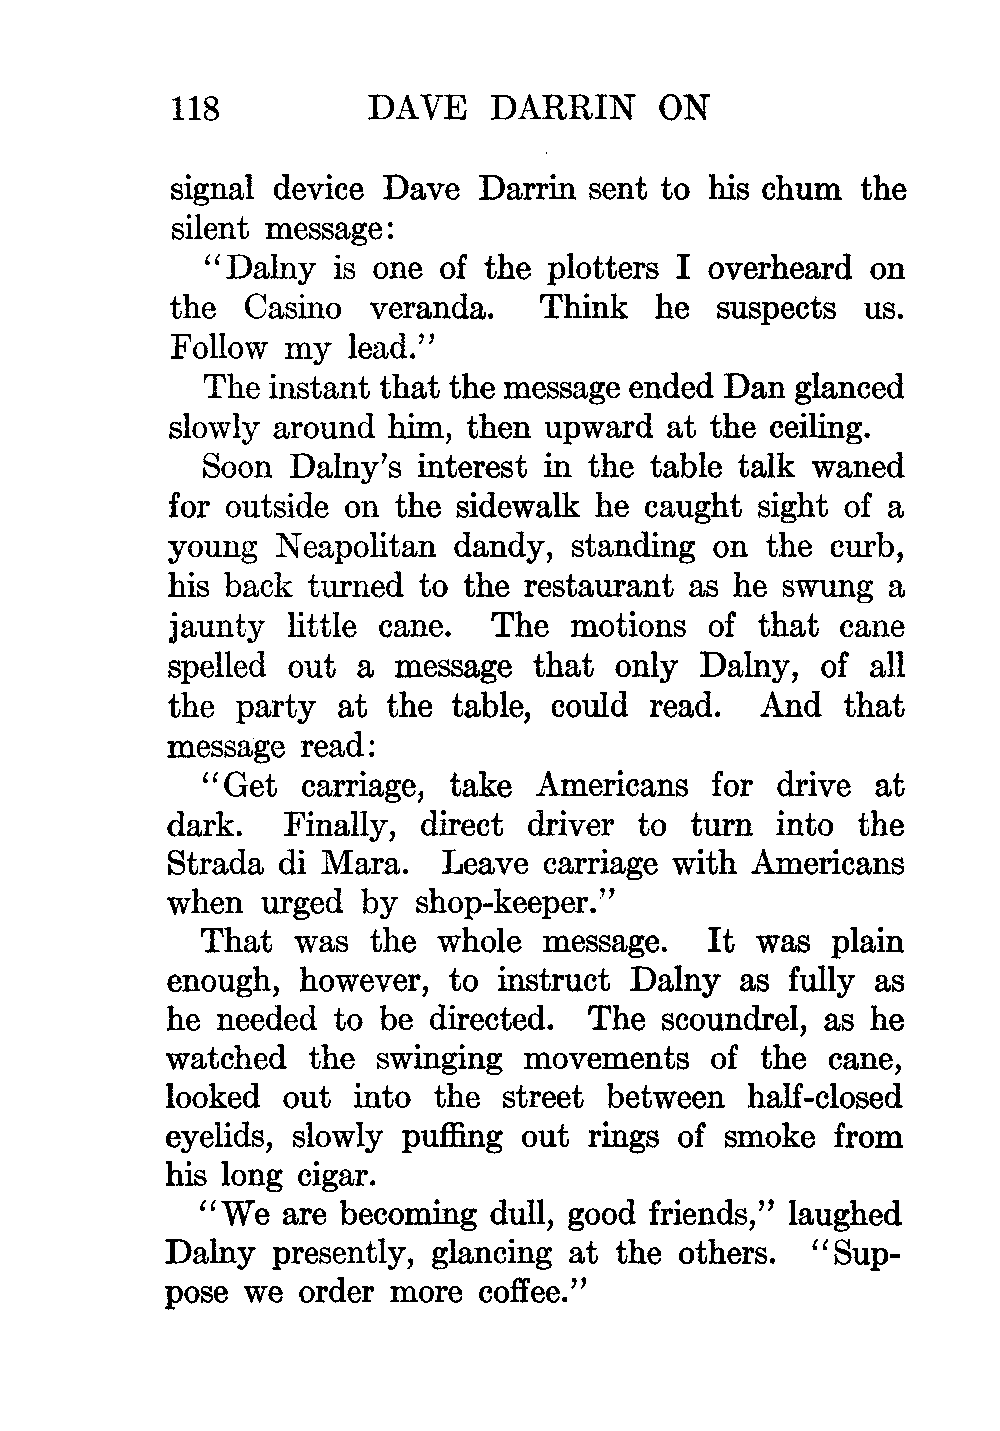 118 DAVE DARRIN ON
signal device Dave Darrin sent to his chum the
silent message:
“Dalny is one of the plotters I overheard on
the Casino veranda. Think he suspects us.
Follow my lead.”
The instant that the message ended Dan glanced
slowly around him, then upward at the ceiling.
Soon Dalny’s interest in the table talk waned
for outside on the sidewalk he caught sight of a
young Neapolitan dandy, standing on the curb,
his back turned to the restaurant as he swung a
jaunty little cane. The motions of that cane
spelled out a message that only Dalny, of all
the party at the table, could read. And that
message read:
“Get carriage, take Americans for drive at
dark. Finally, direct driver to turn into the
Strada di Mara. Leave carriage with Americans
when urged by shop-keeper.”
That was the whole message. It was plain
enough, however, to instruct Dalny as fully as
he needed to be directed. The scoundrel, as he
watched the swinging movements of the cane,
looked out into the street between half-closed
eyelids, slowly puffing out rings of smoke from
his long cigar.
“We are becoming dull, good friends,” laughed
Dalny presently, glancing at the others. “Sup-
pose we order more coffee.”